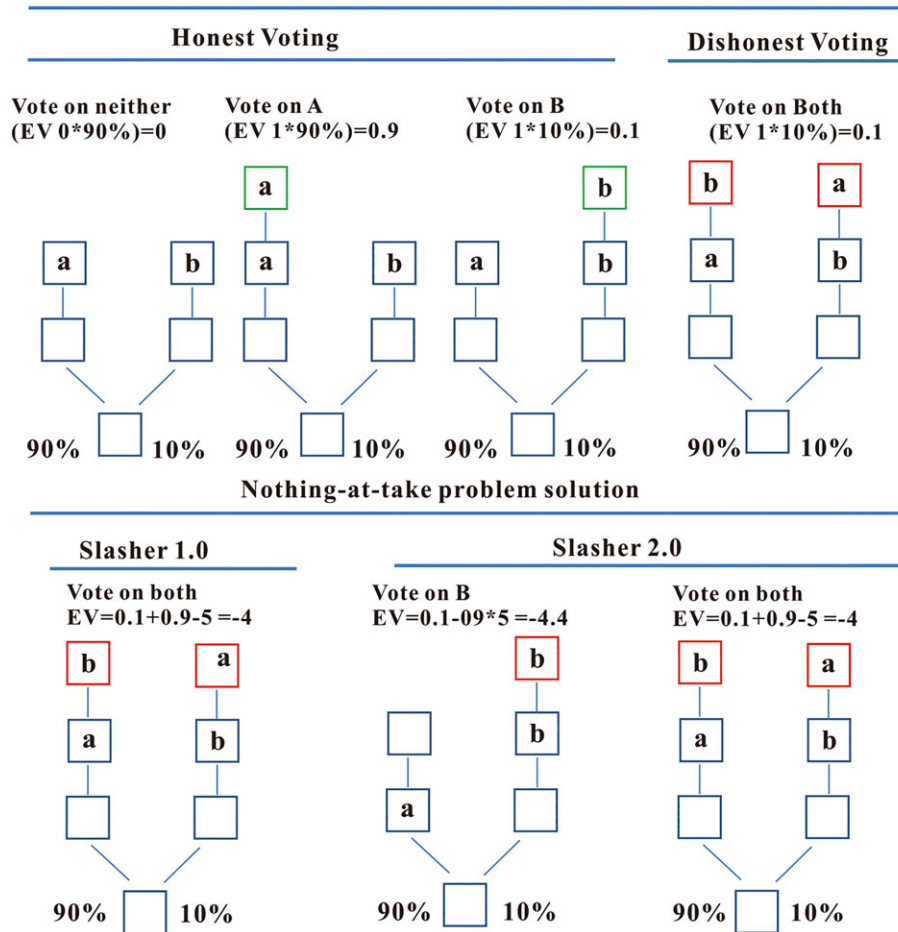 Honest Voting Dishonest Voting
Vote on neither Vote on A Vote on B Vote on Both
(EV 0*90%)=0 (EV 1*90%)=0.9 (EV 1*10%)=0.1 (EV 1*10%)=0.1
a b b a
a b a b a b a b
90% 10% 90% 10% 90% 10% 90% 10%
Nothing-at-take problem solution
Slasher 1.0 Slasher 2.0
Vote on both Vote on B Vote on both
EV=0.1+0.9-5 =-4 EV=0.1-09*5 =-4.4 EV=0.1+0.9-5 =-4
b a b b a
a b b a b
a
90% 10% 90% 10% 90% 10%